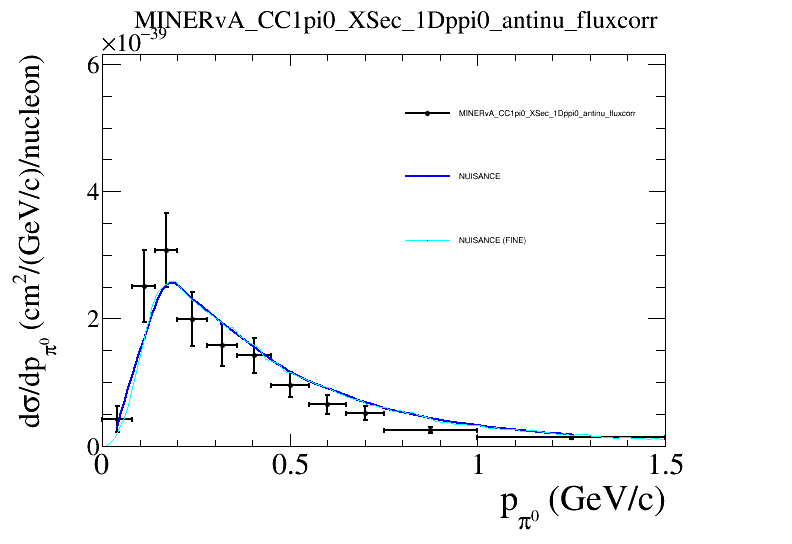 MINERvA_CC1pi0_XSec_1Dppi0_antinu_fluxcorr
×10⁻³⁹
6
4
2
0
dσ/dp_π⁰ (cm²/(GeV/c)/nucleon)
MINERvA_CC1pi0_XSec_1Dppi0_antinu_fluxcorr
NUISANCE
NUISANCE (FINE)
0 0.5 1 1.5
p_π⁰ (GeV/c)